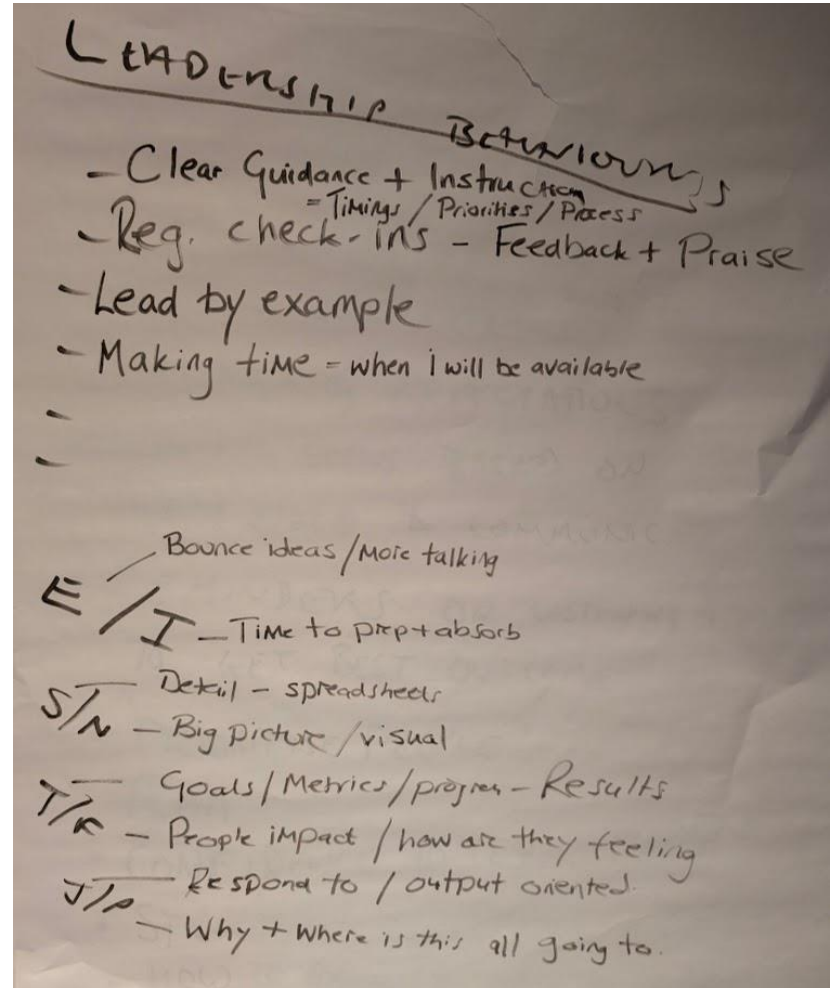 LEADERSHIP BEHAVIOURS
- Clear Guidance + Instruction
= Timings / Priorities / Process
- Reg. check-ins - Feedback + Praise
- Lead by example
- Making time = when i will be available
-
-
Bounce ideas / More talking
E / I - Time to prep + absorb
S/N - Detail - spreadsheets
- Big picture / visual
T/F - Goals / Metrics / progress - Results
- People impact / how are they feeling
J/P - Respond to / output oriented.
- Why + where is this all going to.